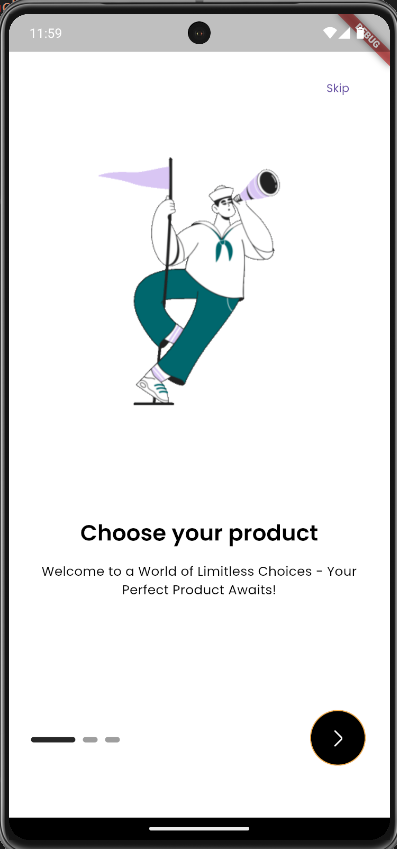 11:59
DEBUG
Skip
Choose your product
Welcome to a World of Limitless Choices - Your
Perfect Product Awaits!